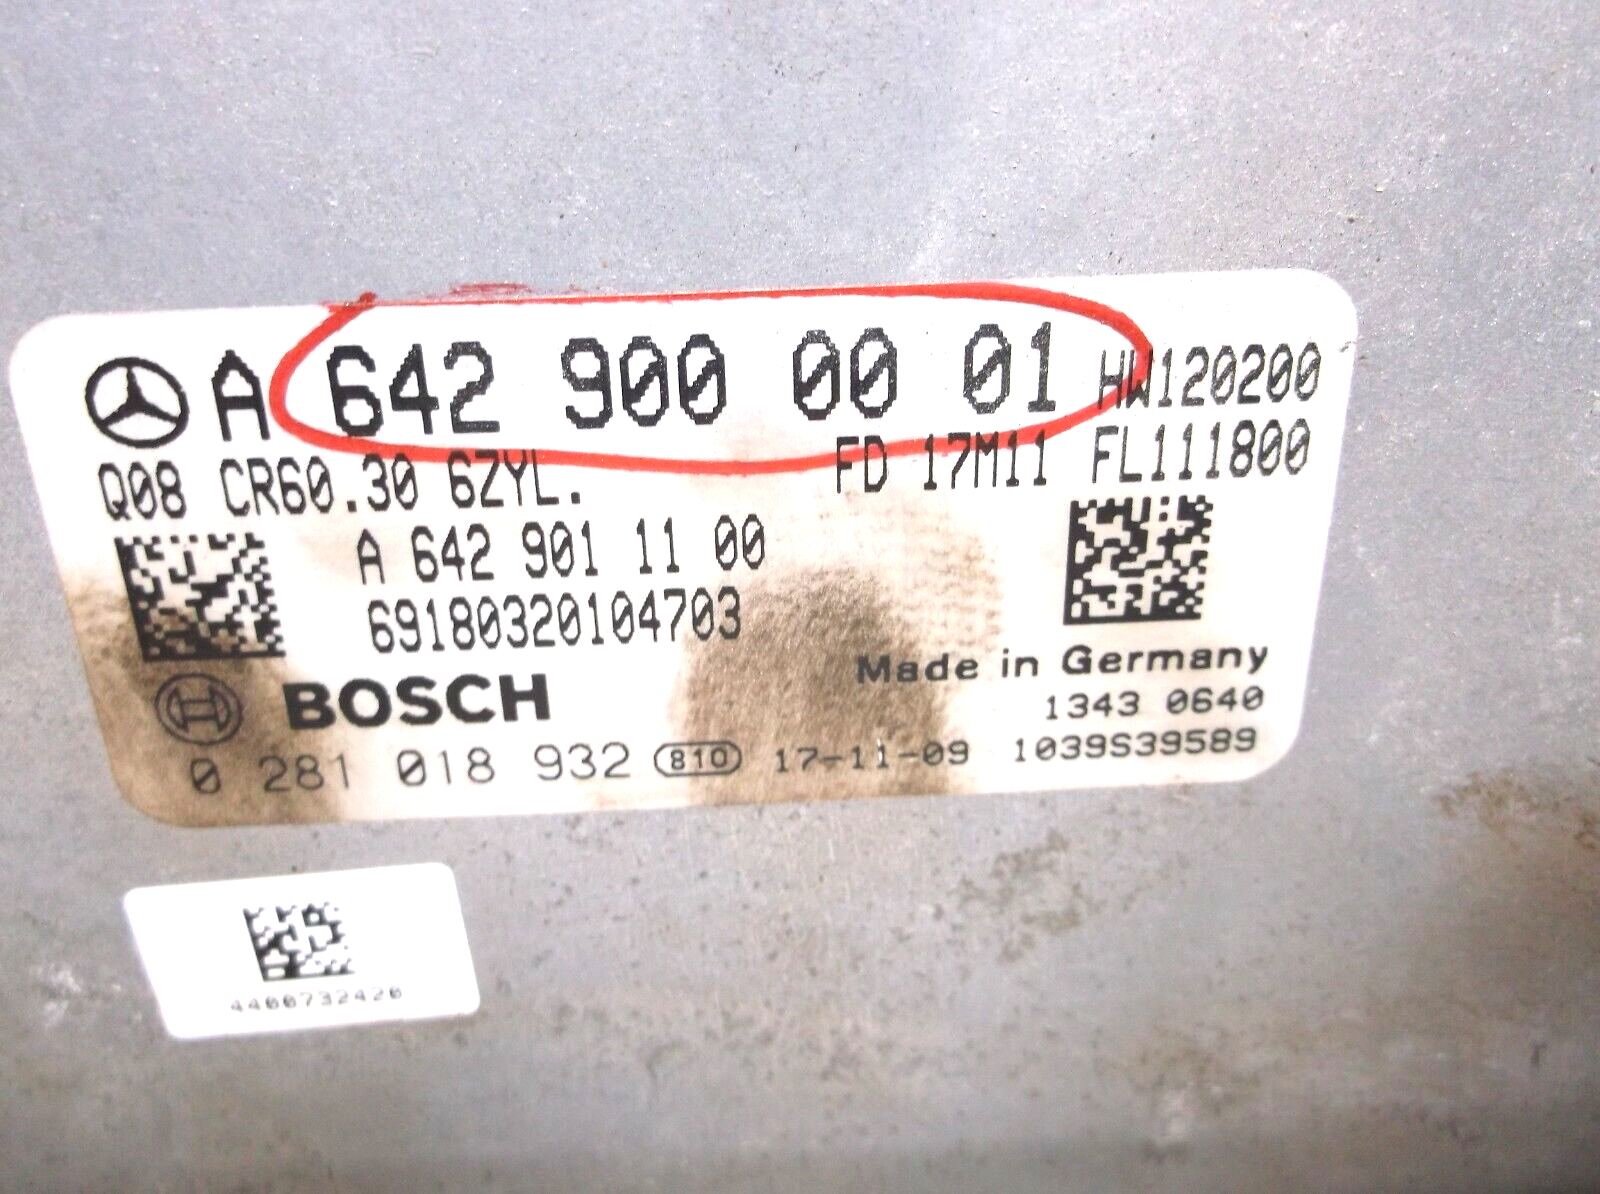 A 642 900 00 01 HW120200
Q08 CR60.30 6ZYL. FD 17M11 FL111800
A 642 901 11 00
69180320104703
Made in Germany
BOSCH 1343 0640
0 281 018 932 810 17-11-09 1039S39589
4400732420